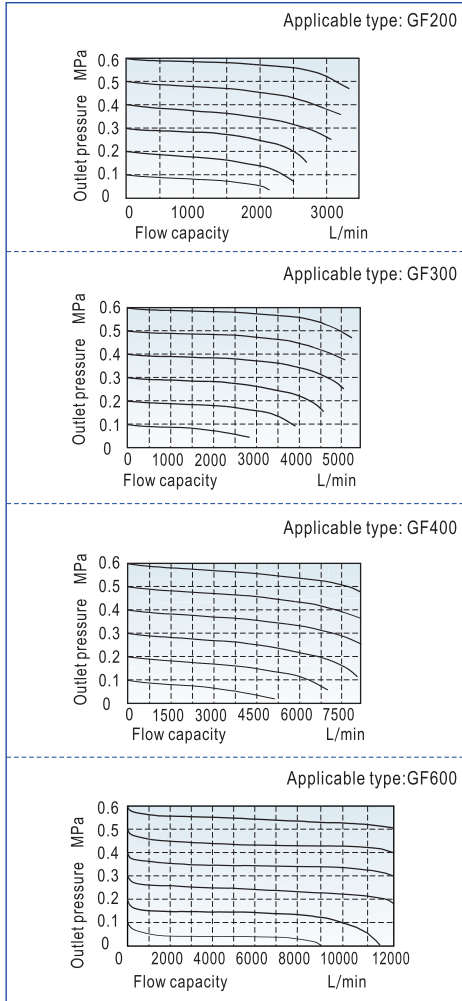 Applicable type: GF200
Outlet pressure MPa
0.6
0.5
0.4
0.3
0.2
0.1
0
0 1000 2000 3000
Flow capacity L/min
Applicable type: GF300
Outlet pressure MPa
0.6
0.5
0.4
0.3
0.2
0.1
0
0 1000 2000 3000 4000 5000
Flow capacity L/min
Applicable type: GF400
Outlet pressure MPa
0.6
0.5
0.4
0.3
0.2
0.1
0
0 1500 3000 4500 6000 7500
Flow capacity L/min
Applicable type:GF600
Outlet pressure MPa
0.6
0.5
0.4
0.3
0.2
0.1
0
0 2000 4000 6000 8000 10000 12000
Flow capacity L/min